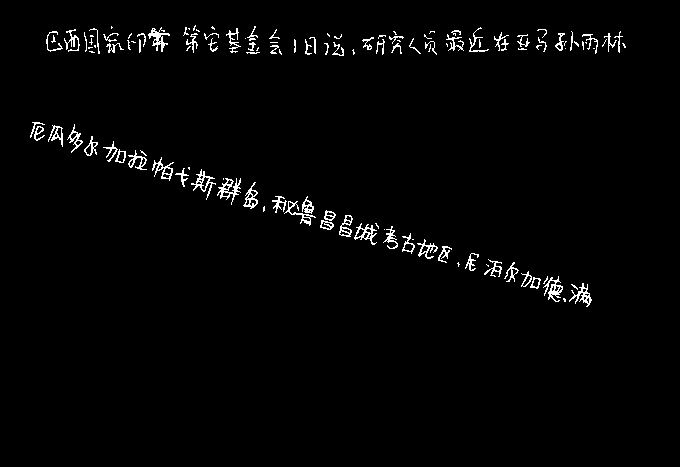 巴西国家印第 第安基金会1日说,研究人员最近在亚马孙雨林
厄瓜多尔加拉帕戈斯群岛,秘鲁昌昌城考古地区,尼泊尔加德满